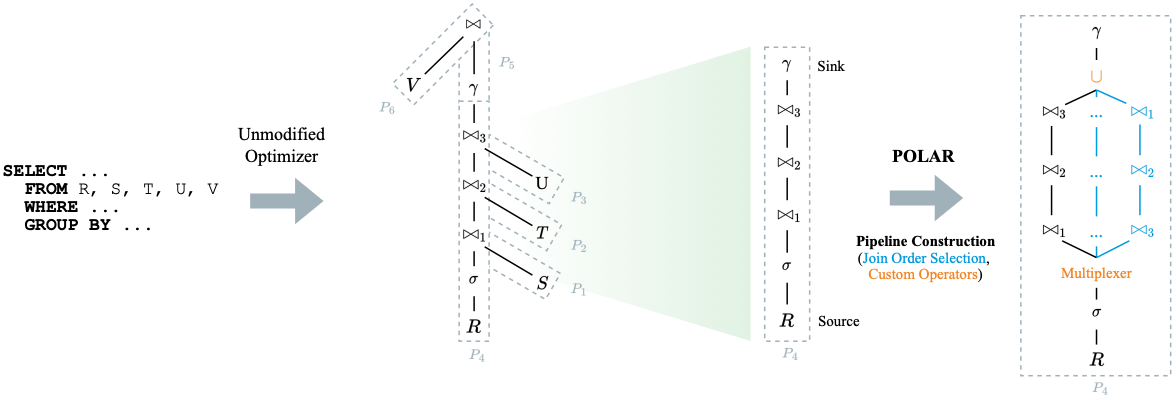 SELECT ...
FROM R, S, T, U, V
WHERE ...
GROUP BY ...
Unmodified
Optimizer
⋈
V
P5
P6
γ
⋈3
U
P3
⋈2
T
P2
⋈1
S
P1
σ
R
P4
γ Sink
⋈3
⋈2
⋈1
σ
R Source
P4
POLAR
Pipeline Construction
(Join Order Selection,
Custom Operators)
γ
∪
⋈3 ... ⋈1
⋈2 ... ⋈2
⋈1 ... ⋈3
Multiplexer
σ
R
P4